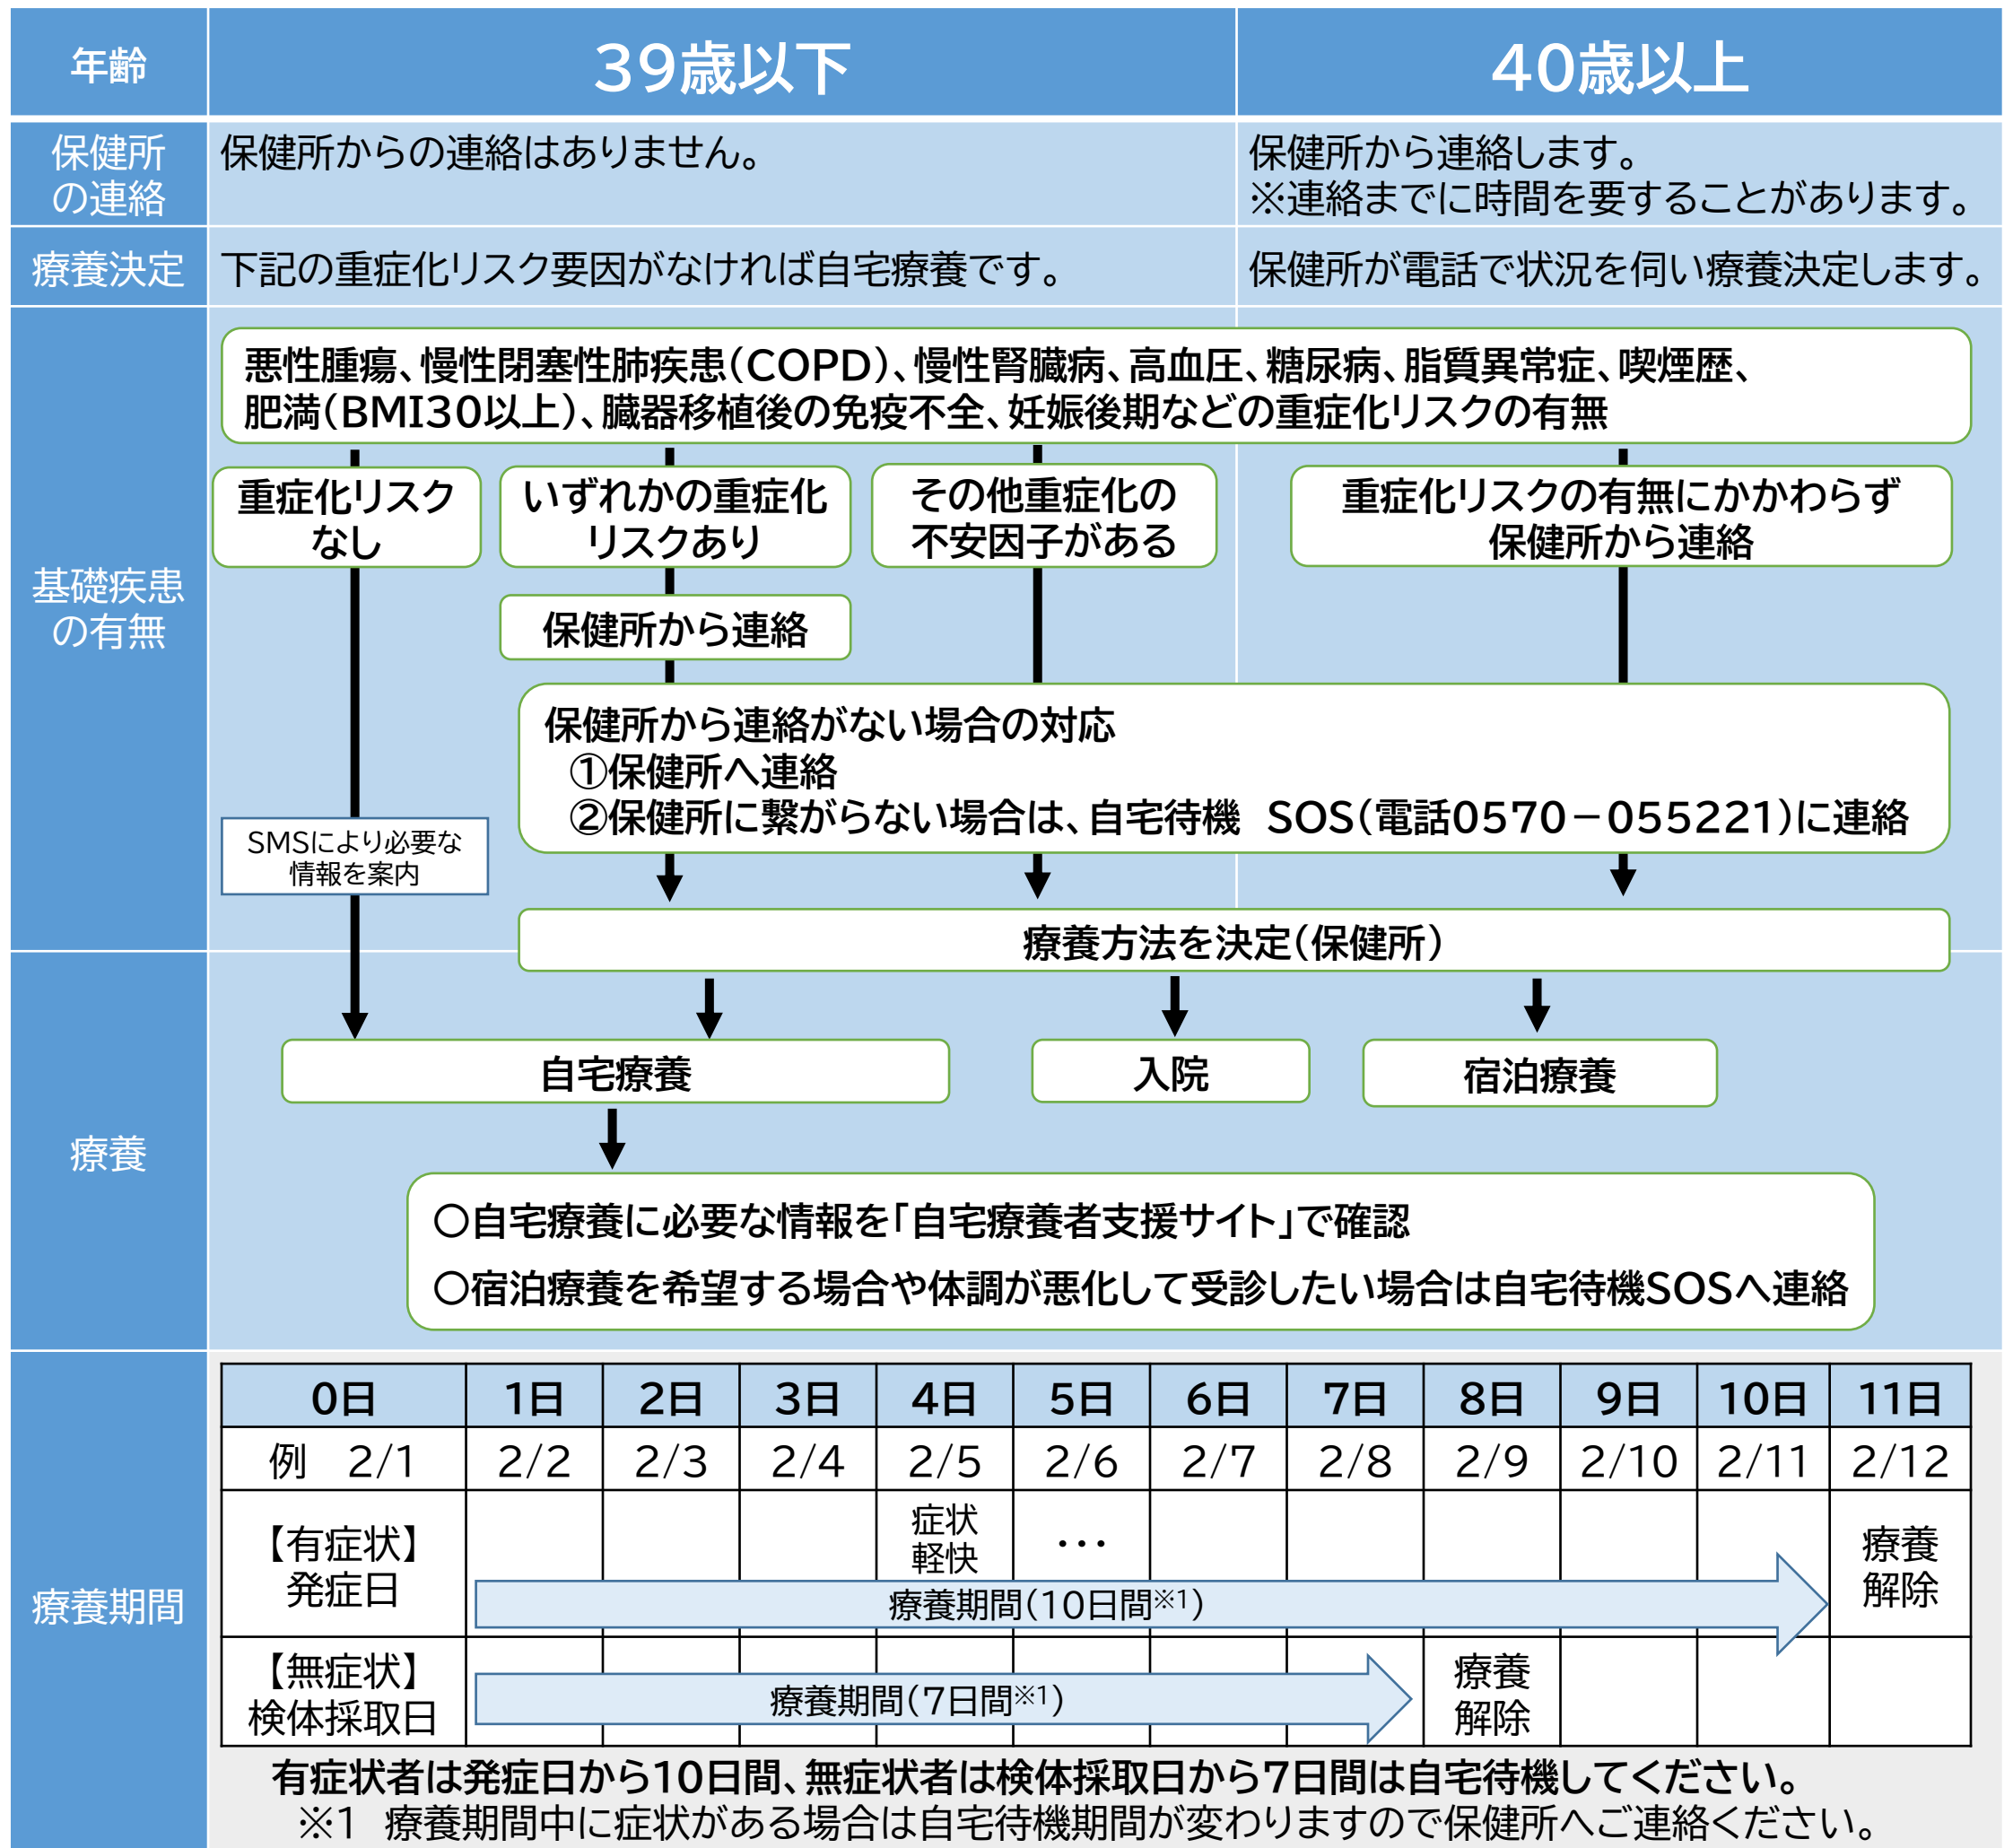 年齢
39歳以下
40歳以上
保健所
の連絡
保健所からの連絡はありません。
保健所から連絡します。
※連絡までに時間を要することがあります。
療養決定
下記の重症化リスク要因がなければ自宅療養です。
保健所が電話で状況を伺い療養決定します。
基礎疾患
の有無
悪性腫瘍、慢性閉塞性肺疾患(COPD)、慢性腎臓病、高血圧、糖尿病、脂質異常症、喫煙歴、
肥満(BMI30以上)、臓器移植後の免疫不全、妊娠後期などの重症化リスクの有無
重症化リスク
なし
いずれかの重症化
リスクあり
その他重症化の
不安因子がある
重症化リスクの有無にかかわらず
保健所から連絡
保健所から連絡
保健所から連絡がない場合の対応
①保健所へ連絡
②保健所に繋がらない場合は、自宅待機　SOS(電話0570－055221)に連絡
SMSにより必要な
情報を案内
療養方法を決定(保健所)
療養
自宅療養
入院
宿泊療養
〇自宅療養に必要な情報を「自宅療養者支援サイト」で確認
〇宿泊療養を希望する場合や体調が悪化して受診したい場合は自宅待機SOSへ連絡
療養期間
0日 1日 2日 3日 4日 5日 6日 7日 8日 9日 10日 11日
例　2/1 2/2 2/3 2/4 2/5 2/6 2/7 2/8 2/9 2/10 2/11 2/12
【有症状】
発症日
症状
軽快
…
療養
解除
療養期間(10日間※1)
【無症状】
検体採取日
療養期間(7日間※1)
療養
解除
有症状者は発症日から10日間、無症状者は検体採取日から7日間は自宅待機してください。
※1　療養期間中に症状がある場合は自宅待機期間が変わりますので保健所へご連絡ください。